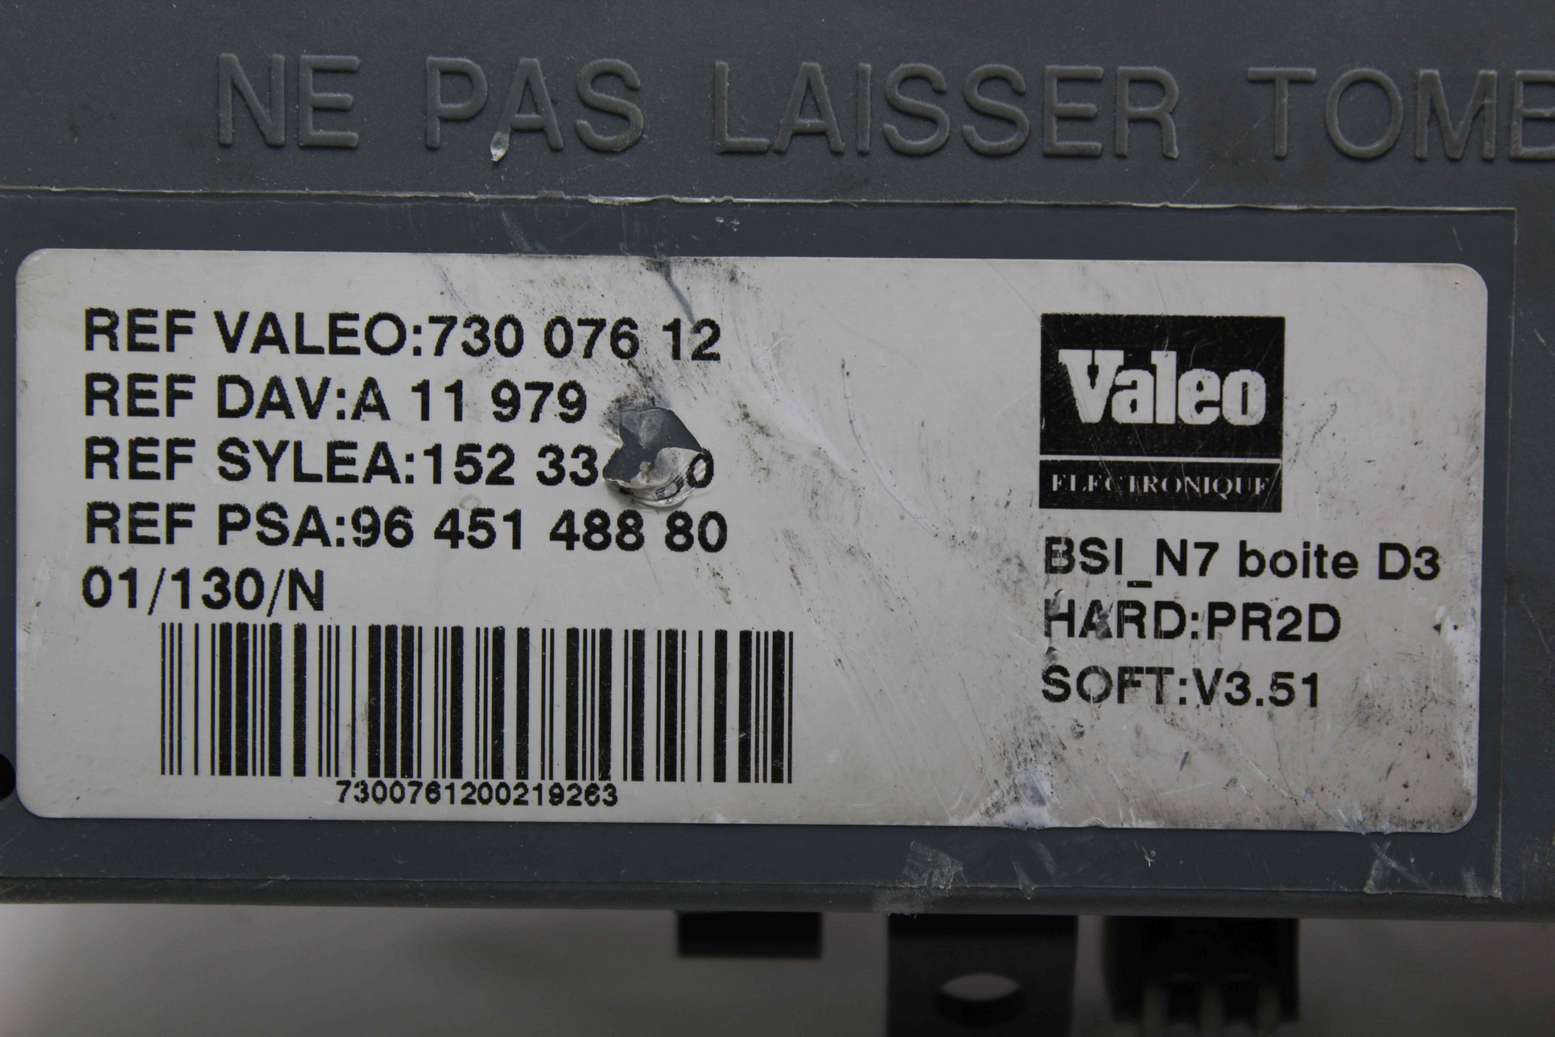 NE PAS LAISSER TOMB
REF VALEO:730 076 12
REF DAV:A 11 979
REF SYLEA:152 33
REF PSA:96 451 488 80
01/130/N
7300761200219263
Valeo
ELECTRONIQUE
BSI_N7 boite D3
HARD:PR2D
SOFT:V3.51